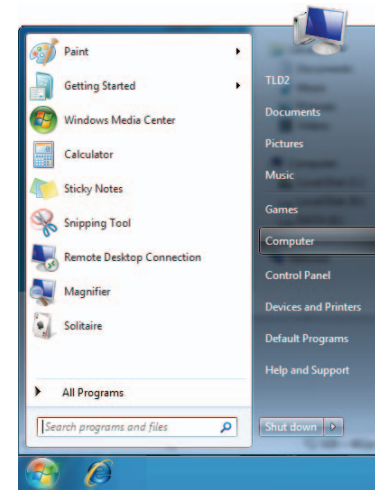 Paint
Getting Started
Windows Media Center
Calculator
Sticky Notes
Snipping Tool
Remote Desktop Connection
Magnifier
Solitaire
All Programs
Search programs and files
TLD2
Documents
Pictures
Music
Games
Computer
Control Panel
Devices and Printers
Default Programs
Help and Support
Shut down